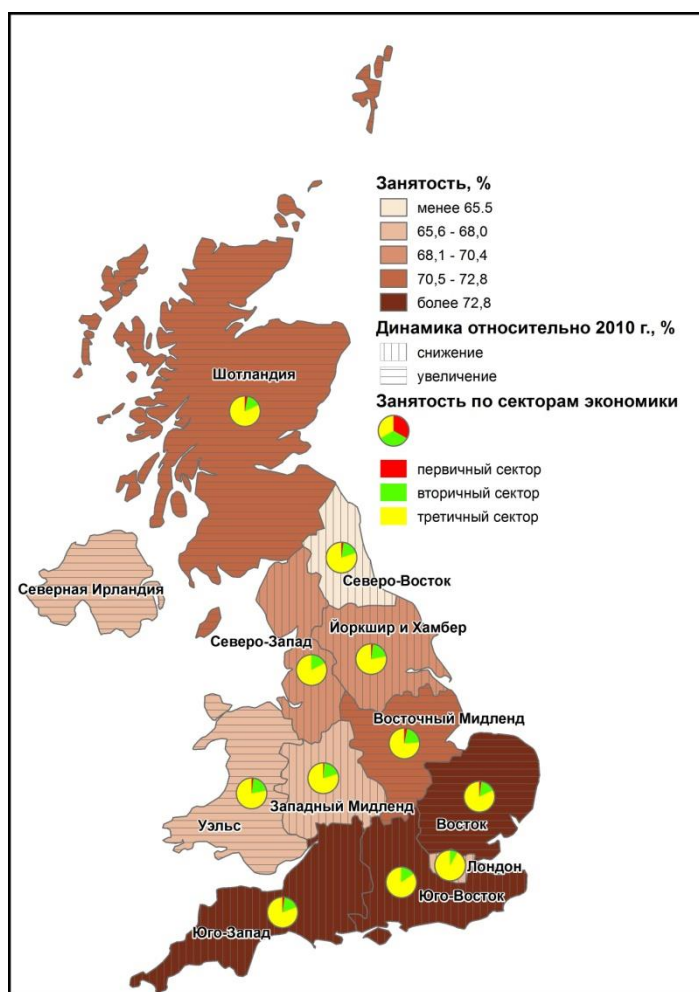 Занятость, %
менее 65.5
65,6 - 68,0
68,1 - 70,4
70,5 - 72,8
более 72,8
Динамика относительно 2010 г., %
снижение
увеличение
Занятость по секторам экономики
первичный сектор
вторичный сектор
третичный сектор
Шотландия
Северо-Восток
Северная Ирландия
Йоркшир и Хамбер
Северо-Запад
Восточный Мидленд
Западный Мидленд
Уэльс
Восток
Лондон
Юго-Восток
Юго-Запад